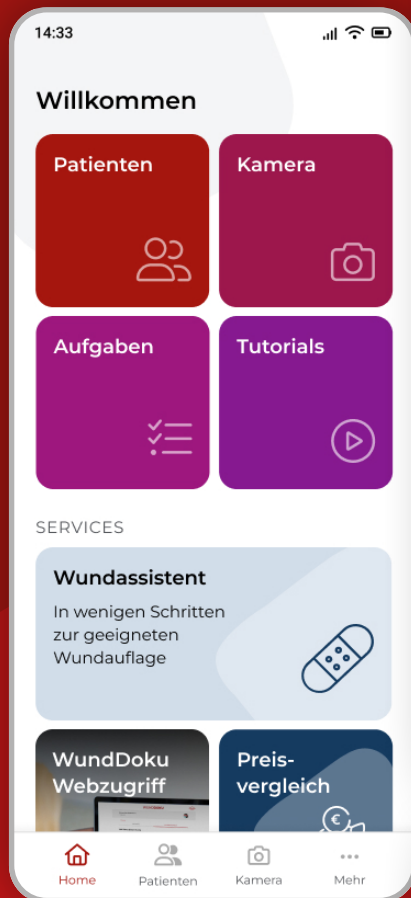 14:33
Willkommen
Patienten
Kamera
Aufgaben
Tutorials
SERVICES
Wundassistent
In wenigen Schritten
zur geeigneten
Wundauflage
WundDoku
Webzugriff
Preis-
vergleich
€
Home
Patienten
Kamera
Mehr